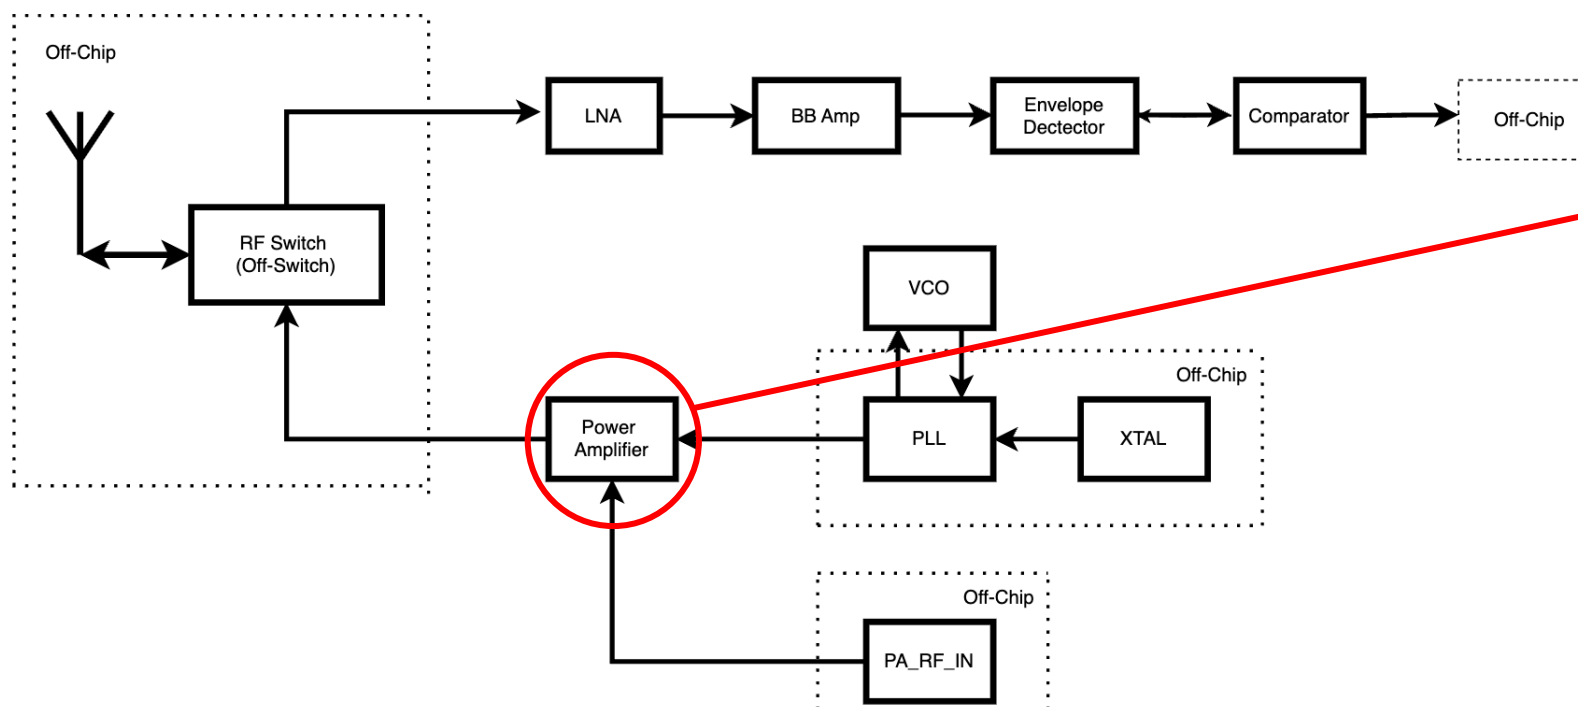 Off-Chip
LNA
BB Amp
Envelope
Dectector
Comparator
Off-Chip
RF Switch
(Off-Switch)
VCO
Off-Chip
Power
Amplifier
PLL
XTAL
Off-Chip
PA_RF_IN